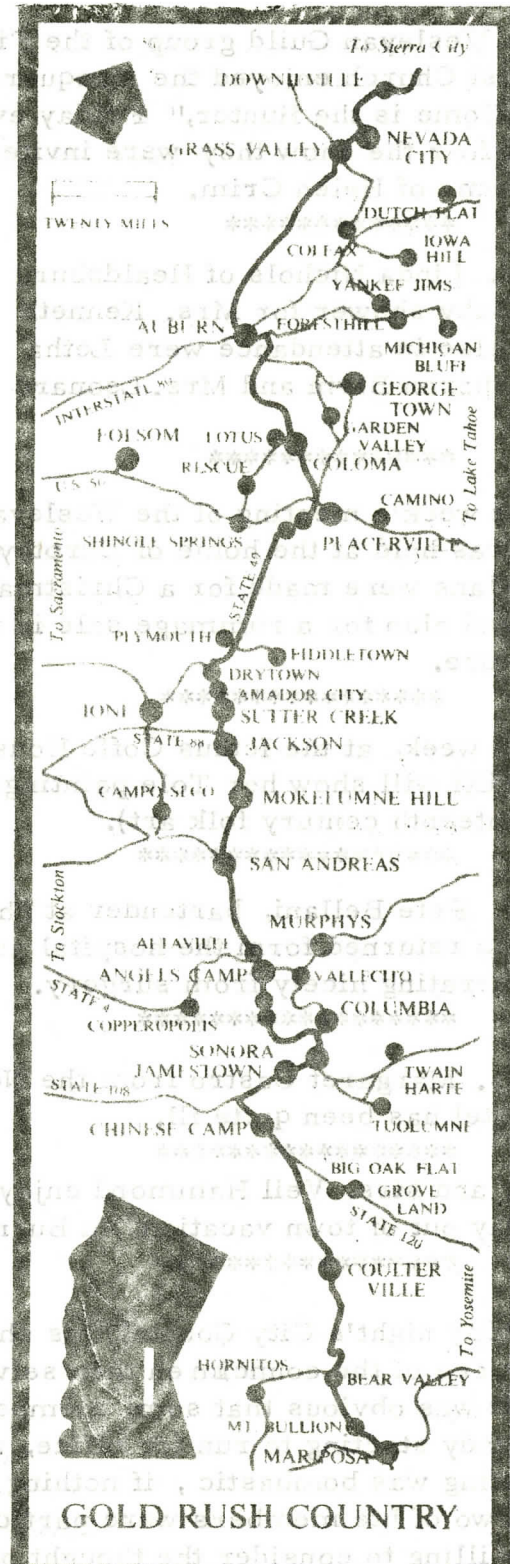 To Sierra City
DOWNIEVILLE
GRASS VALLEY
NEVADA
CITY
TWENTY MILES
DUTCH FLAT
COLFAX
IOWA
HILL
YANKEE JIMS
AUBURN
FORESTHILL
MICHIGAN
BLUFF
INTERSTATE 80
GEORGE
TOWN
GARDEN
VALLEY
To Lake Tahoe
FOLSOM
LOTUS
RESCUE
COLOMA
U.S. 50
CAMINO
SHINGLE SPRINGS
PLACERVILLE
To Sacramento
STATE 49
PLYMOUTH
FIDDLETOWN
DRYTOWN
AMADOR CITY
IONE
SUTTER CREEK
STATE 88
JACKSON
CAMPO SECO
MOKELUMNE HILL
SAN ANDREAS
To Stockton
MURPHYS
ALTAVILLE
ANGELS CAMP
VALLECITO
STATE 4
COLUMBIA
COPPEROPOLIS
SONORA
JAMESTOWN
TWAIN
HARTE
STATE 108
TUOLUMNE
CHINESE CAMP
BIG OAK FLAT
GROVE
LAND
STATE 120
COULTER
VILLE
To Yosemite
HORNITOS
BEAR VALLEY
MT. BULLION
MARIPOSA
GOLD RUSH COUNTRY